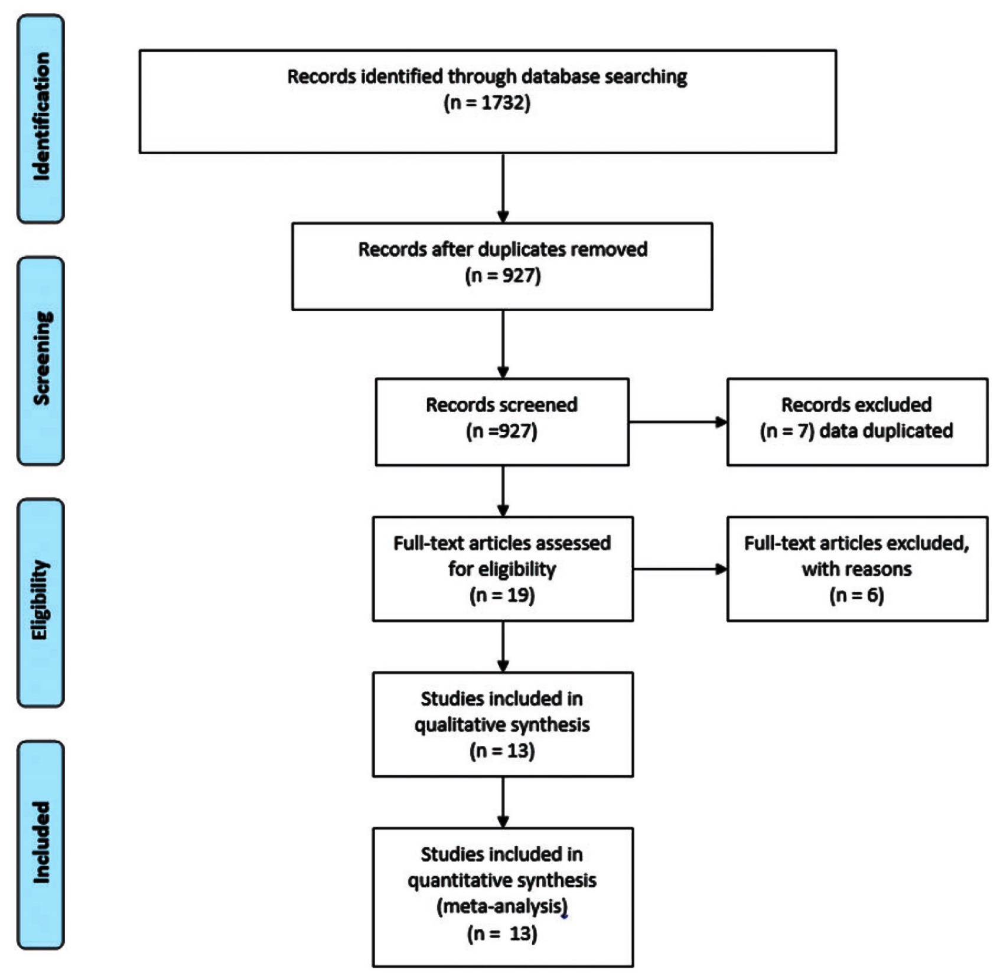 Identification
Records identified through database searching
(n = 1732)
Records after duplicates removed
(n = 927)
Screening
Records screened
(n =927)
Records excluded
(n = 7) data duplicated
Eligibility
Full-text articles assessed
for eligibility
(n = 19)
Full-text articles excluded,
with reasons
(n = 6)
Studies included in
qualitative synthesis
(n = 13)
Included
Studies included in
quantitative synthesis
(meta-analysis)
(n = 13)